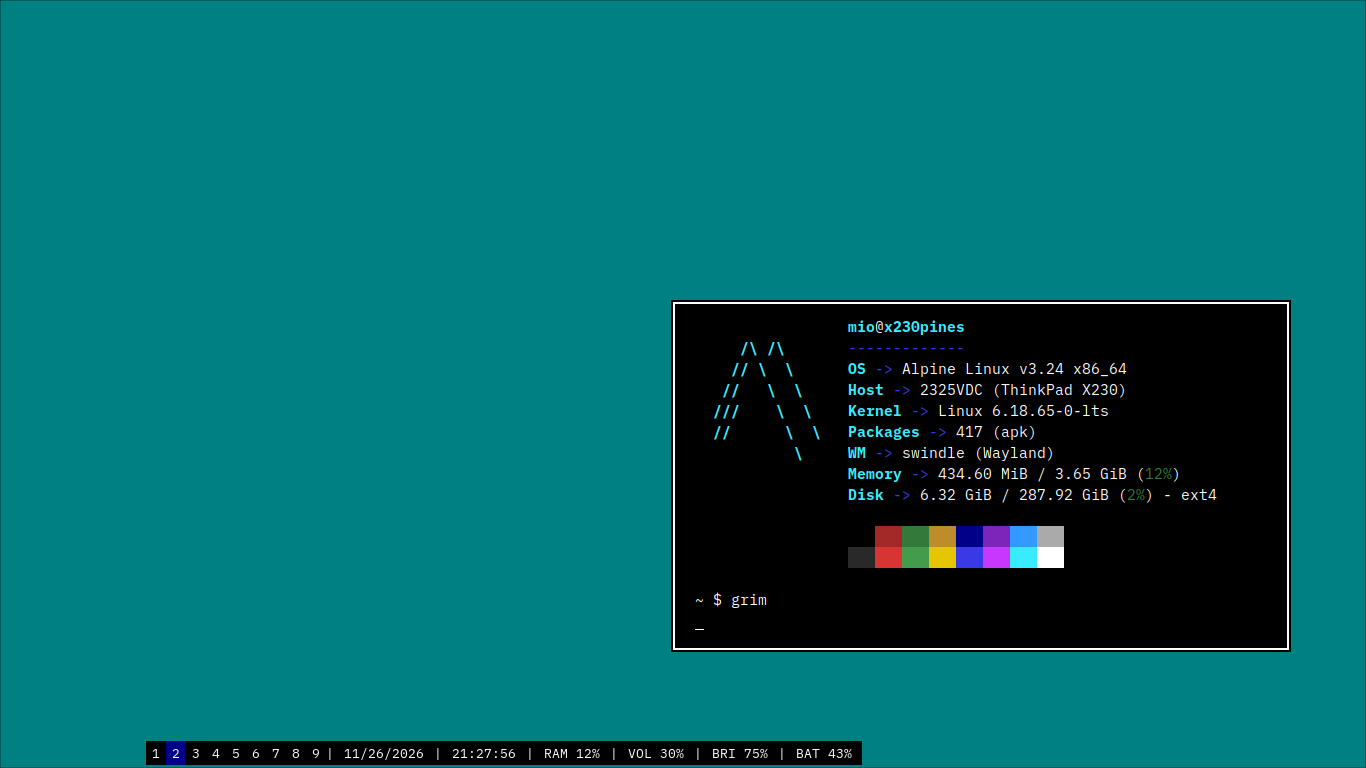 mio@x230pines
-------------
OS -> Alpine Linux v3.24 x86_64
Host -> 2325VDC (ThinkPad X230)
Kernel -> Linux 6.18.65-0-lts
Packages -> 417 (apk)
WM -> swindle (Wayland)
Memory -> 434.60 MiB / 3.65 GiB (12%)
Disk -> 6.32 GiB / 287.92 GiB (2%) - ext4
~ $ grim
_
1 2 3 4 5 6 7 8 9 | 11/26/2026 | 21:27:56 | RAM 12% | VOL 30% | BRI 75% | BAT 43%